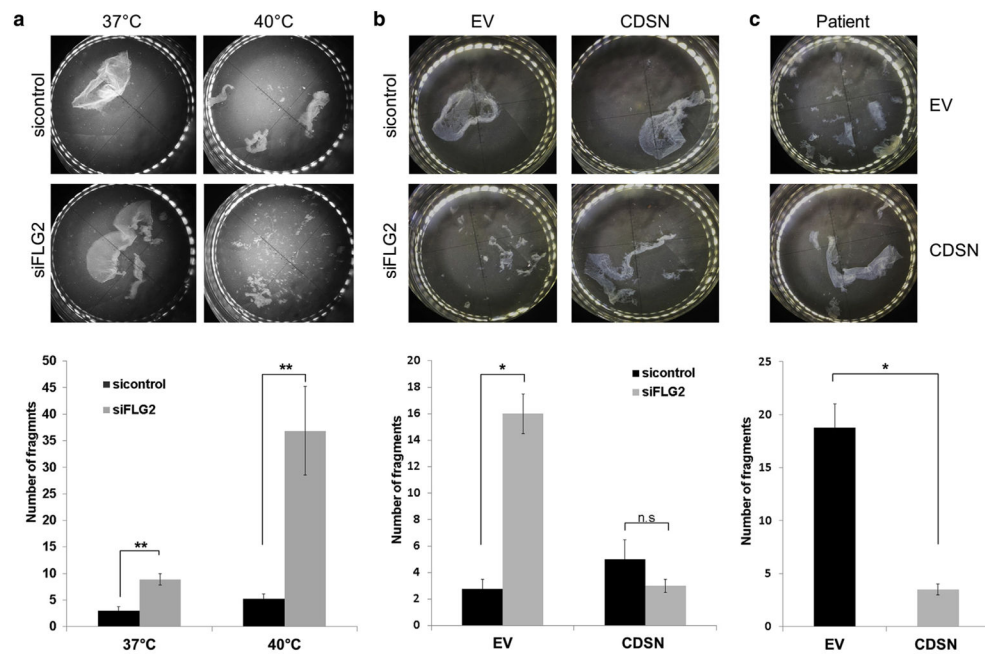 a
37°C
40°C
sicontrol
siFLG2
Number of fragmnts
50
45
40
35
30
25
20
15
10
5
0
sicontrol
siFLG2
**
**
37°C
40°C
b
EV
CDSN
sicontrol
siFLG2
Number of fragments
20
18
16
14
12
10
8
6
4
2
0
*
sicontrol
siFLG2
n.s
EV
CDSN
c
Patient
EV
CDSN
Number of fragments
25
20
15
10
5
0
*
EV
CDSN